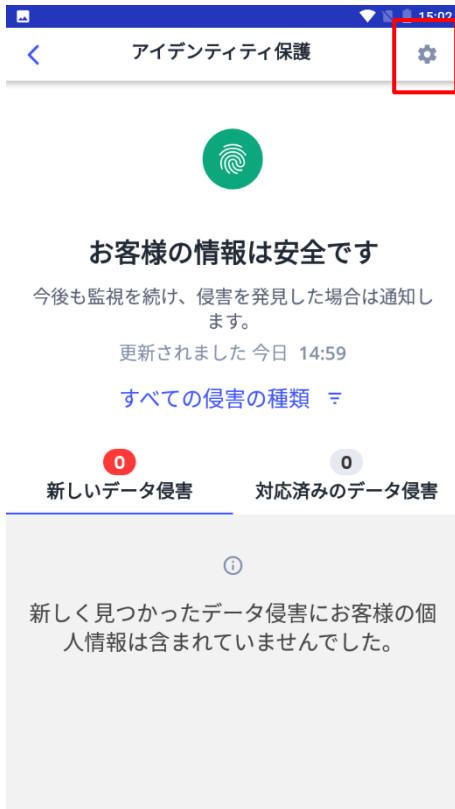 15:02
アイデンティティ保護
お客様の情報は安全です
今後も監視を続け、侵害を発見した場合は通知し
ます。
更新されました 今日 14:59
すべての侵害の種類
0
0
新しいデータ侵害
対応済みのデータ侵害
新しく見つかったデータ侵害にお客様の個
人情報は含まれていませんでした。